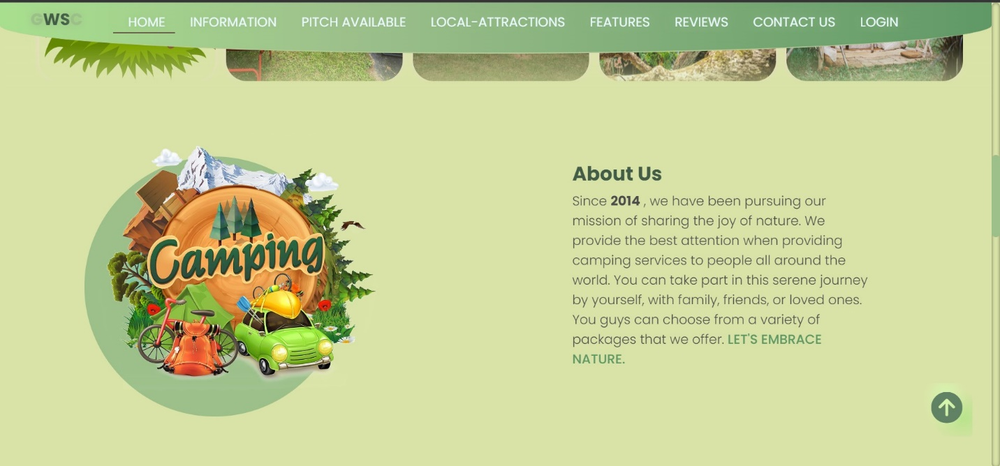 GWSC HOME INFORMATION PITCH AVAILABLE LOCAL-ATTRACTIONS FEATURES REVIEWS CONTACT US LOGIN
Camping
About Us
Since 2014 , we have been pursuing our
mission of sharing the joy of nature. We
provide the best attention when providing
camping services to people all around the
world. You can take part in this serene journey
by yourself, with family, friends, or loved ones.
You guys can choose from a variety of
packages that we offer. LET'S EMBRACE
NATURE.